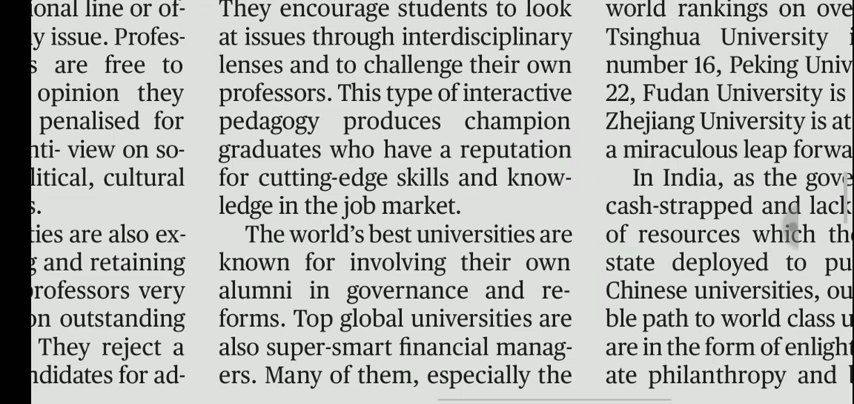 ional line or of-
y issue. Profes-
s are free to
opinion they
penalised for
nti- view on so-
litical, cultural
s.
ties are also ex-
g and retaining
professors very
on outstanding
They reject a
ndidates for ad-
They encourage students to look
at issues through interdisciplinary
lenses and to challenge their own
professors. This type of interactive
pedagogy produces champion
graduates who have a reputation
for cutting-edge skills and know-
ledge in the job market.
The world's best universities are
known for involving their own
alumni in governance and re-
forms. Top global universities are
also super-smart financial manag-
ers. Many of them, especially the
world rankings on ove
Tsinghua University i
number 16, Peking Univ
22, Fudan University is
Zhejiang University is at
a miraculous leap forwa
In India, as the gove
cash-strapped and lack
of resources which th
state deployed to pu
Chinese universities, ou
ble path to world class u
are in the form of enlight
ate philanthropy and